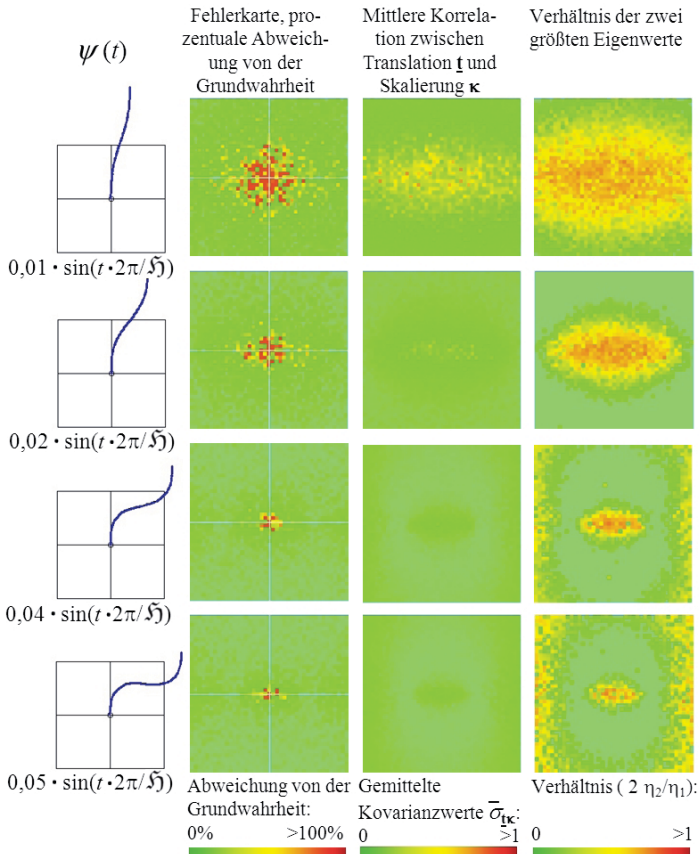 ψ(t)
Fehlerkarte, pro-
zentuale Abweich-
ung von der
Grundwahrheit
Mittlere Korrela-
tion zwischen
Translation t und
Skalierung κ
Verhältnis der zwei
größten Eigenwerte
0,01 • sin(t • 2π/ℌ)
0,02 • sin(t • 2π/ℌ)
0,04 • sin(t • 2π/ℌ)
0,05 • sin(t • 2π/ℌ)
Abweichung von der
Grundwahrheit:
0% >100%
Gemittelte
Kovarianzwerte σ̅tκ:
0 >1
Verhältnis ( 2 η₂/η₁):
0 >1